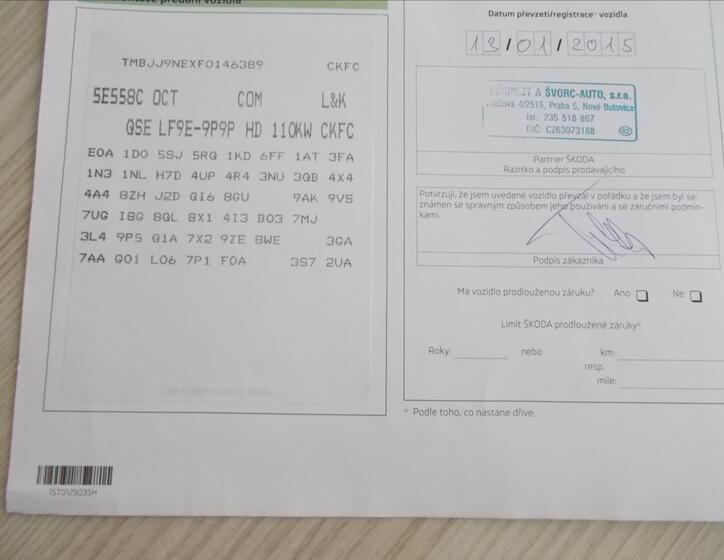 předání vozidla
TMBJJ9NEXF0146389 CKFC
5E558C OCT COM L&K
QSE LF9E-9P9P HD 110KW CKFC
E0A 1D0 5SJ 5RQ 1KD 6FF 1AT 3FA
1N3 1NL H7D 4UP 4R4 3NU 3QB 4X4
4A4 8ZH J2D GI6 8GU 9AK 9VS
7UG I8G 8QL 8X1 4I3 B03 7MJ
3L4 9P5 Q1A 7X2 9ZE 8WE 3GA
7AA G01 L06 7P1 F0A 3S7 2UA
1ST012903SH
Datum převzetí/registrace* vozidla
13/01/2015
A ŠVORC-AUTO, s.r.o.
4/2515, Praha 5, Nové Butovice
tel.: 235 518 867
DIČ: CZ63073188
Partner ŠKODA
Razítko a podpis prodávajícího
Potvrzuji, že jsem uvedené vozidlo převzal v pořádku a že jsem byl se-
známen se správným způsobem jeho používání a se záručními podmín-
kami.
Podpis zákazníka
Má vozidlo prodlouženou záruku? Ano Ne
Limit ŠKODA prodloužené záruky*
Roky: nebo km:
resp.
míle:
* Podle toho, co nastane dříve.